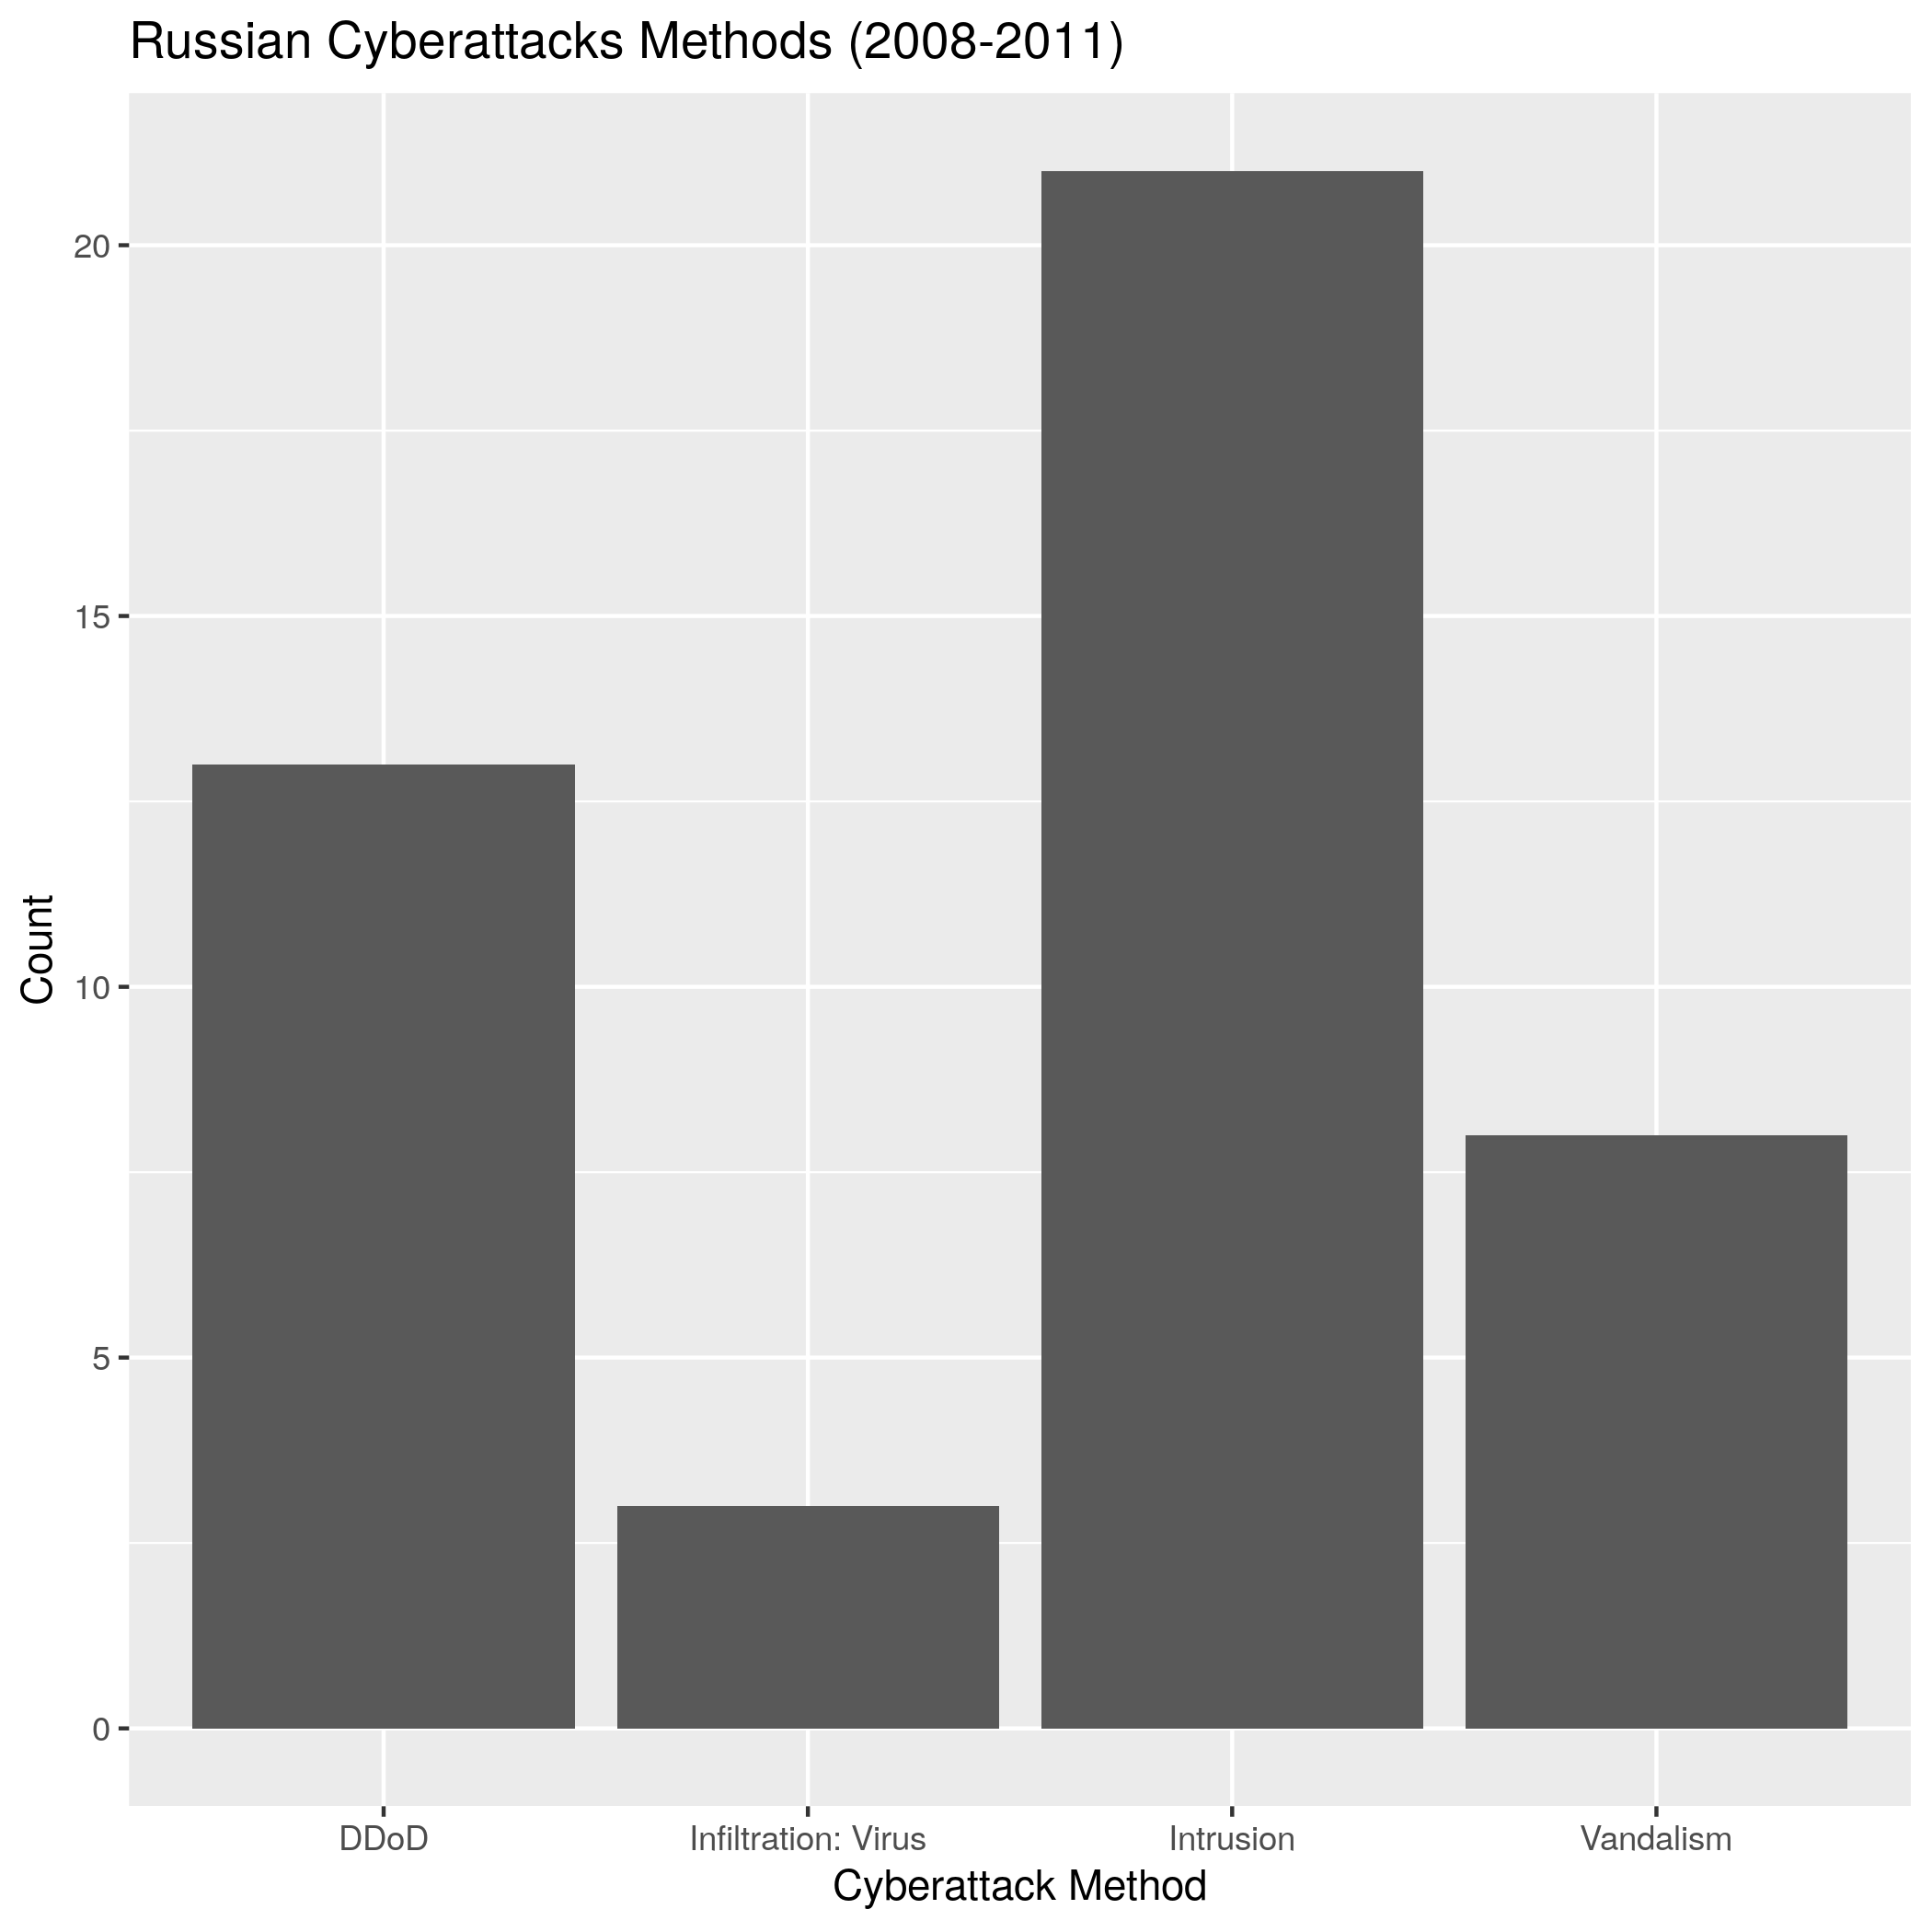 Russian Cyberattacks Methods (2008-2011)
Count
20
15
10
5
0
DDoD
Infiltration: Virus
Intrusion
Vandalism
Cyberattack Method